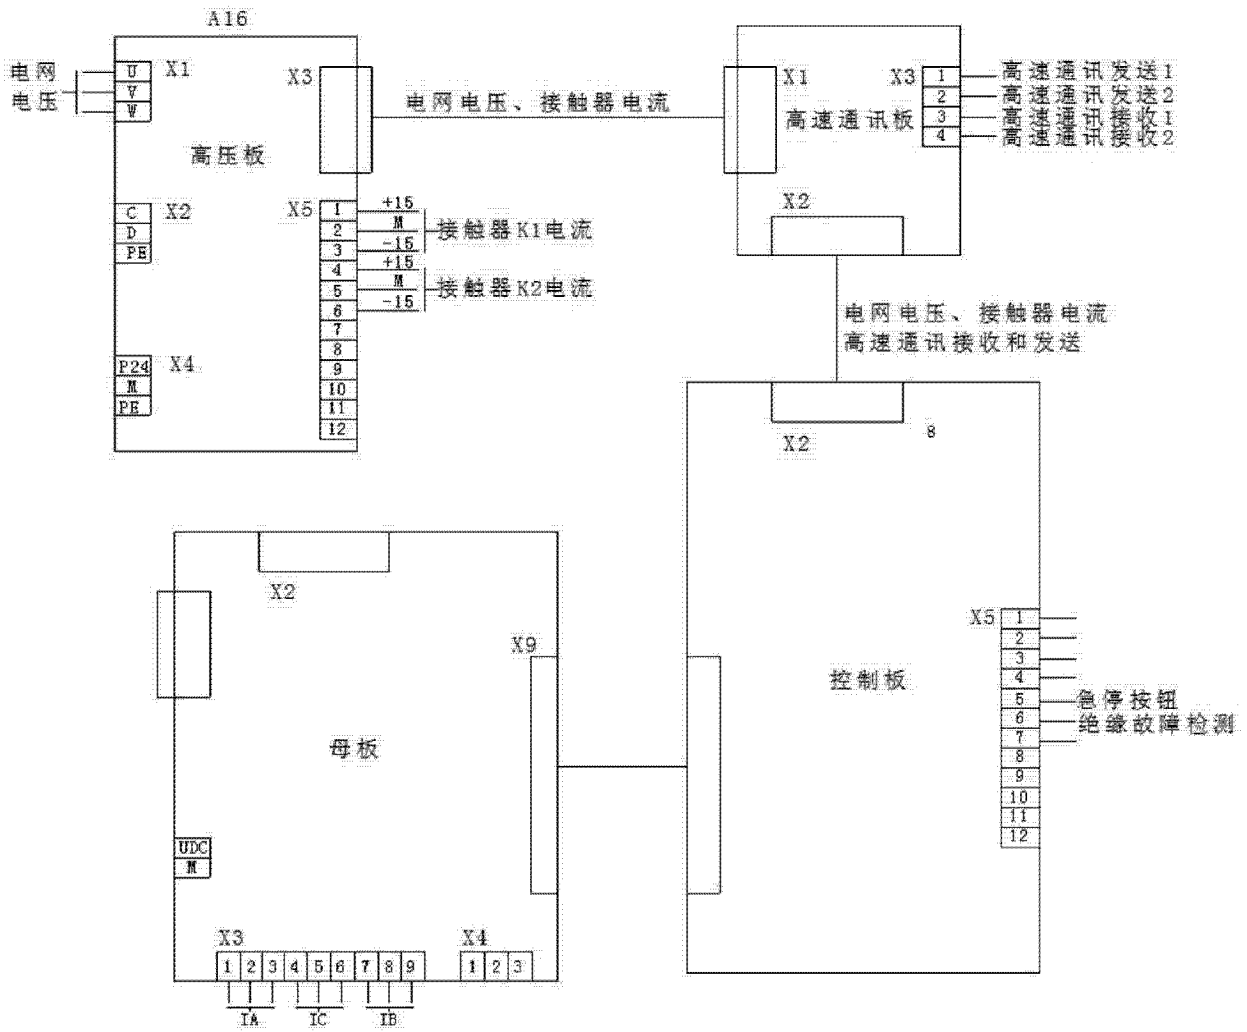 A16
电网
电压
U
V
W
X1
X3
高压板
C
D
PE
X2
X5
1
2
3
4
5
6
7
8
9
10
11
12
+15
M
-15
接触器K1电流
+15
M
-15
接触器K2电流
P24
M
PE
X4
电网电压、接触器电流
X1
高速通讯板
X3
1
2
3
4
高速通讯发送1
高速通讯发送2
高速通讯接收1
高速通讯接收2
X2
电网电压、接触器电流
高速通讯接收和发送
X2
8
控制板
X5
1
2
3
4
5
6
7
8
9
10
11
12
急停按钮
绝缘故障检测
X2
X9
母板
UDC
M
X3
1
2
3
4
5
6
7
8
9
IA
IC
IB
X4
1
2
3